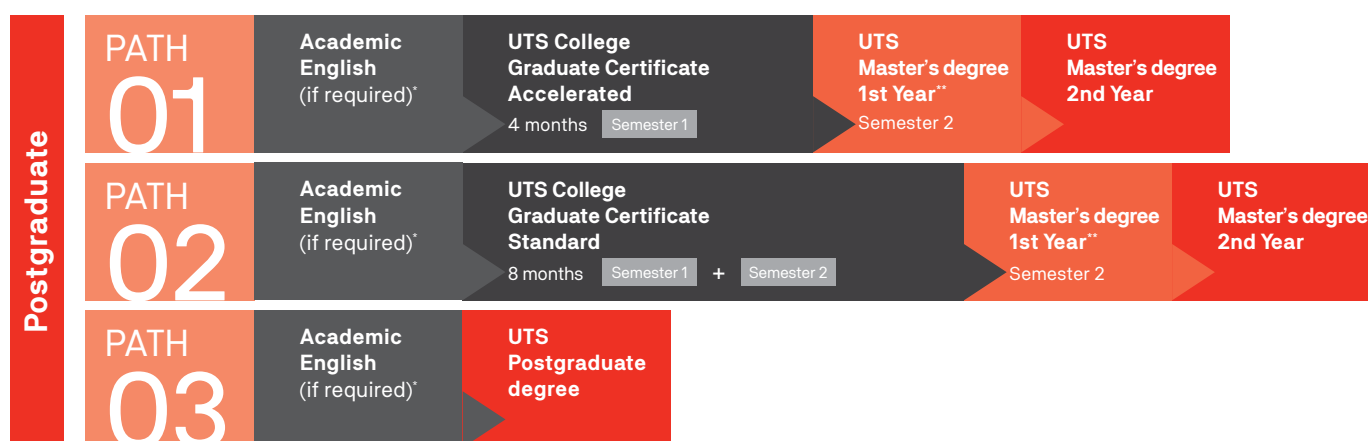 Postgraduate
PATH
01
Academic
English
(if required)*
UTS College
Graduate Certificate
Accelerated
4 months Semester 1
UTS
Master's degree
1st Year**
Semester 2
UTS
Master's degree
2nd Year
PATH
02
Academic
English
(if required)*
UTS College
Graduate Certificate
Standard
8 months Semester 1 + Semester 2
UTS
Master's degree
1st Year**
Semester 2
UTS
Master's degree
2nd Year
PATH
03
Academic
English
(if required)*
UTS
Postgraduate
degree